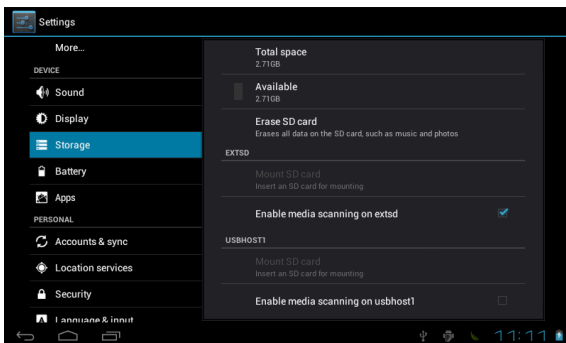 Settings
More...
DEVICE
Sound
Display
Storage
Battery
Apps
PERSONAL
Accounts & sync
Location services
Security
Language & input
Total space
2.71GB
Available
2.71GB
Erase SD card
Erases all data on the SD card, such as music and photos
EXTSD
Mount SD card
Insert an SD card for mounting
Enable media scanning on extsd
USBHOST1
Mount SD card
Insert an SD card for mounting
Enable media scanning on usbhost1
11:11